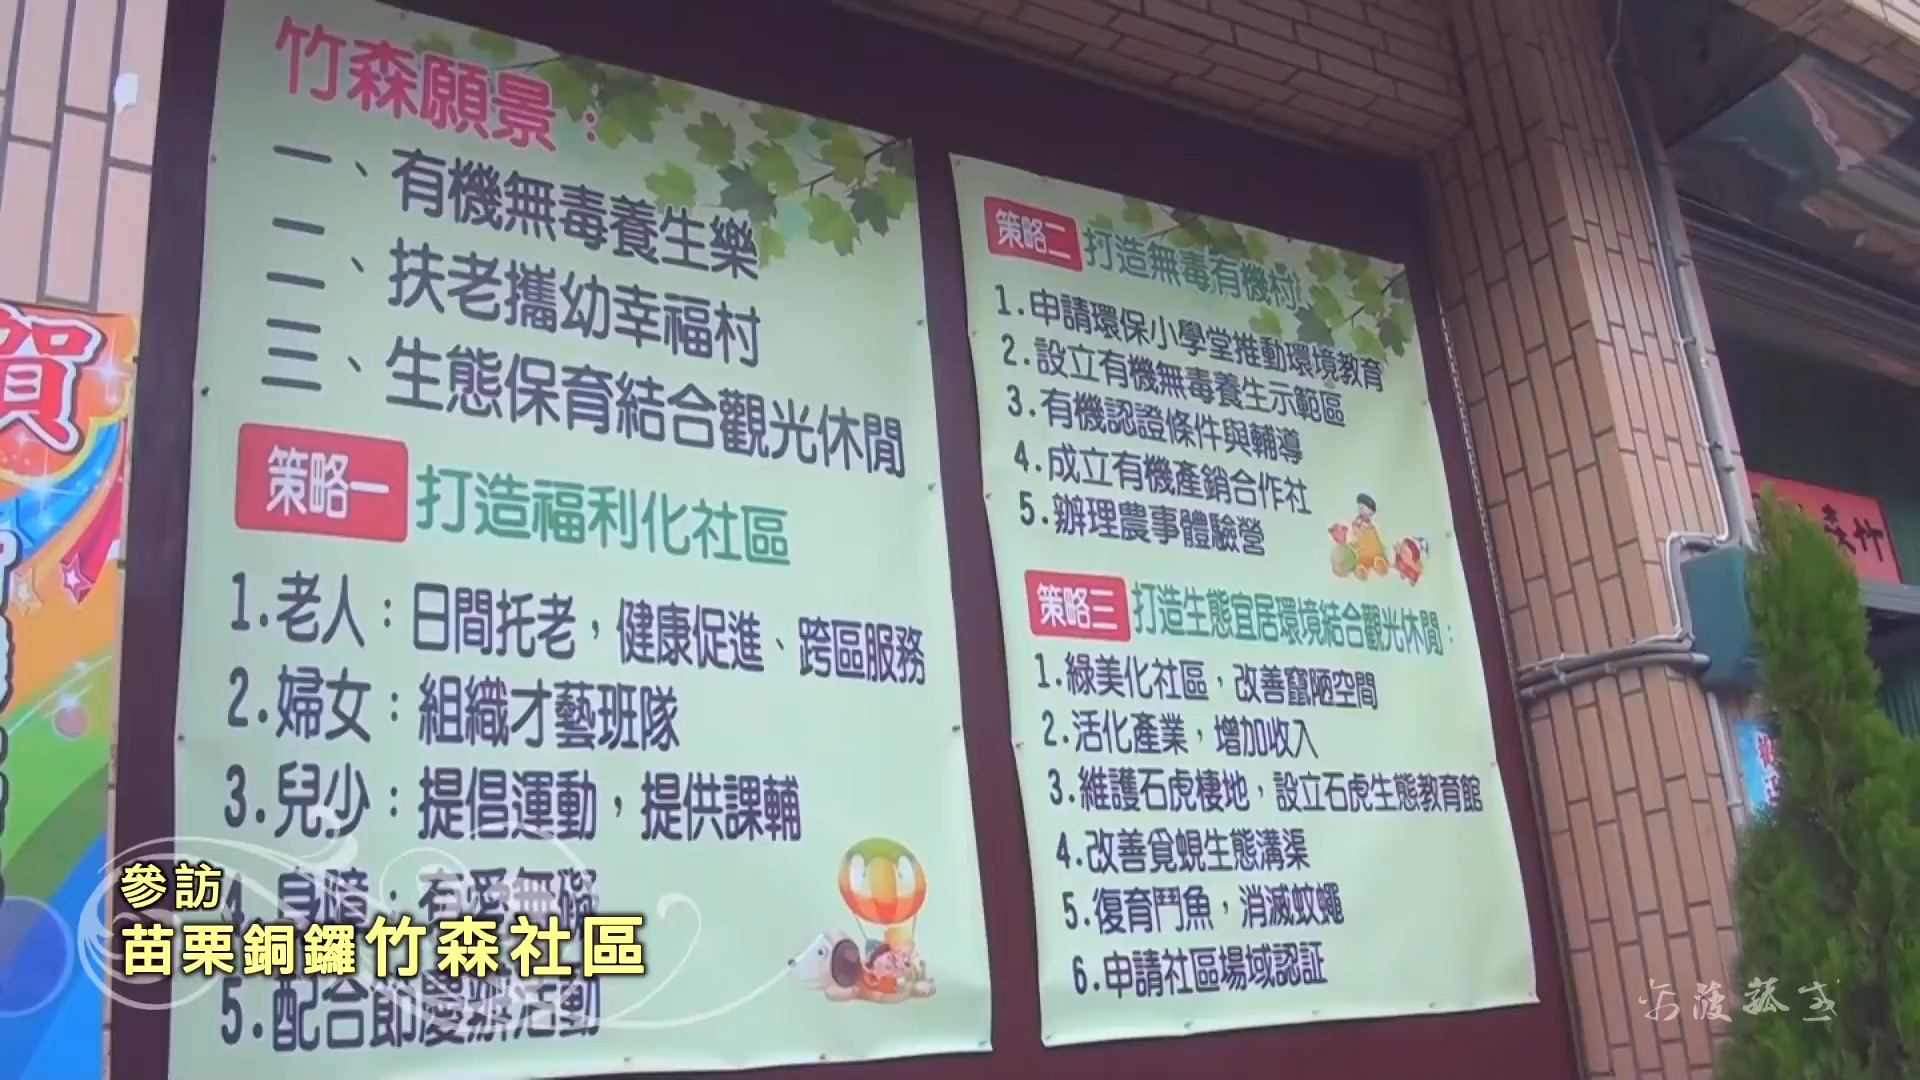 竹森願景：
一、有機無毒養生樂
二、扶老攜幼幸福村
三、生態保育結合觀光休閒
策略一 打造福利化社區
1.老人：日間托老，健康促進、跨區服務
2.婦女：組織才藝班隊
3.兒少：提倡運動，提供課輔
4.身障：有愛無礙
5.配合節慶辦活動
策略二 打造無毒有機村
1.申請環保小學堂推動環境教育
2.設立有機無毒養生示範區
3.有機認證條件與輔導
4.成立有機產銷合作社
5.辦理農事體驗營
策略三 打造生態宜居環境結合觀光休閒：
1.綠美化社區，改善竄陋空間
2.活化產業，增加收入
3.維護石虎棲地，設立石虎生態教育館
4.改善覓蜆生態溝渠
5.復育鬥魚，消滅蚊蠅
6.申請社區場域認証
賀
參訪
苗栗銅鑼竹森社區